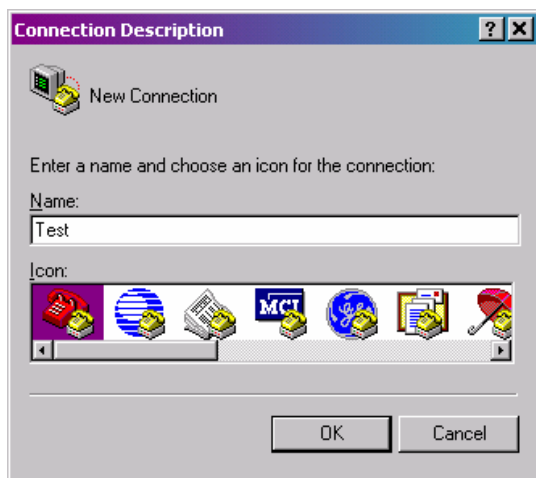 Connection Description
New Connection
Enter a name and choose an icon for the connection:
Name:
Test
Icon:
MCI
OK Cancel